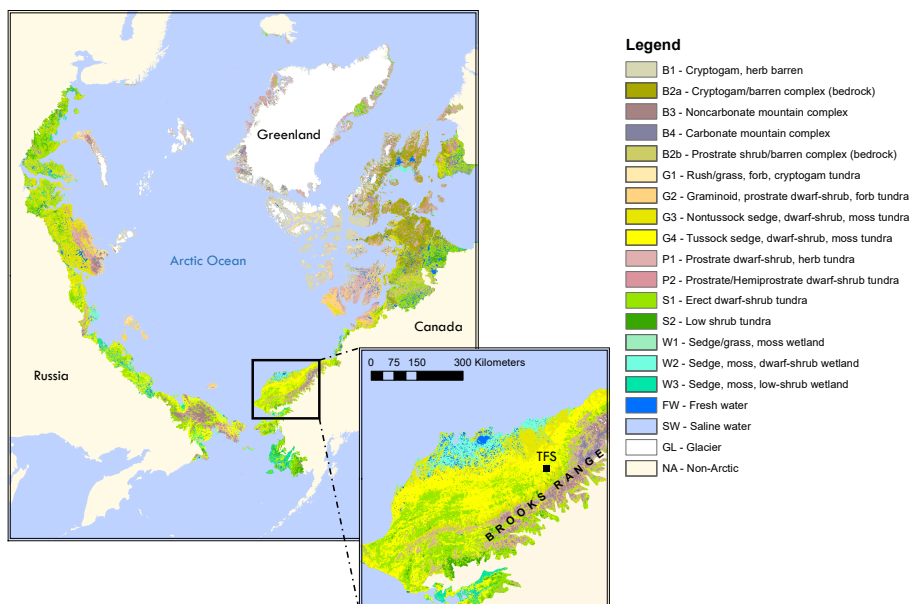 Greenland
Arctic Ocean
Canada
Russia
0 75 150 300 Kilometers
TFS
BROOKS RANGE
Legend
B1 - Cryptogam, herb barren
B2a - Cryptogam/barren complex (bedrock)
B3 - Noncarbonate mountain complex
B4 - Carbonate mountain complex
B2b - Prostrate shrub/barren complex (bedrock)
G1 - Rush/grass, forb, cryptogam tundra
G2 - Graminoid, prostrate dwarf-shrub, forb tundra
G3 - Nontussock sedge, dwarf-shrub, moss tundra
G4 - Tussock sedge, dwarf-shrub, moss tundra
P1 - Prostrate dwarf-shrub, herb tundra
P2 - Prostrate/Hemiprostrate dwarf-shrub tundra
S1 - Erect dwarf-shrub tundra
S2 - Low shrub tundra
W1 - Sedge/grass, moss wetland
W2 - Sedge, moss, dwarf-shrub wetland
W3 - Sedge, moss, low-shrub wetland
FW - Fresh water
SW - Saline water
GL - Glacier
NA - Non-Arctic